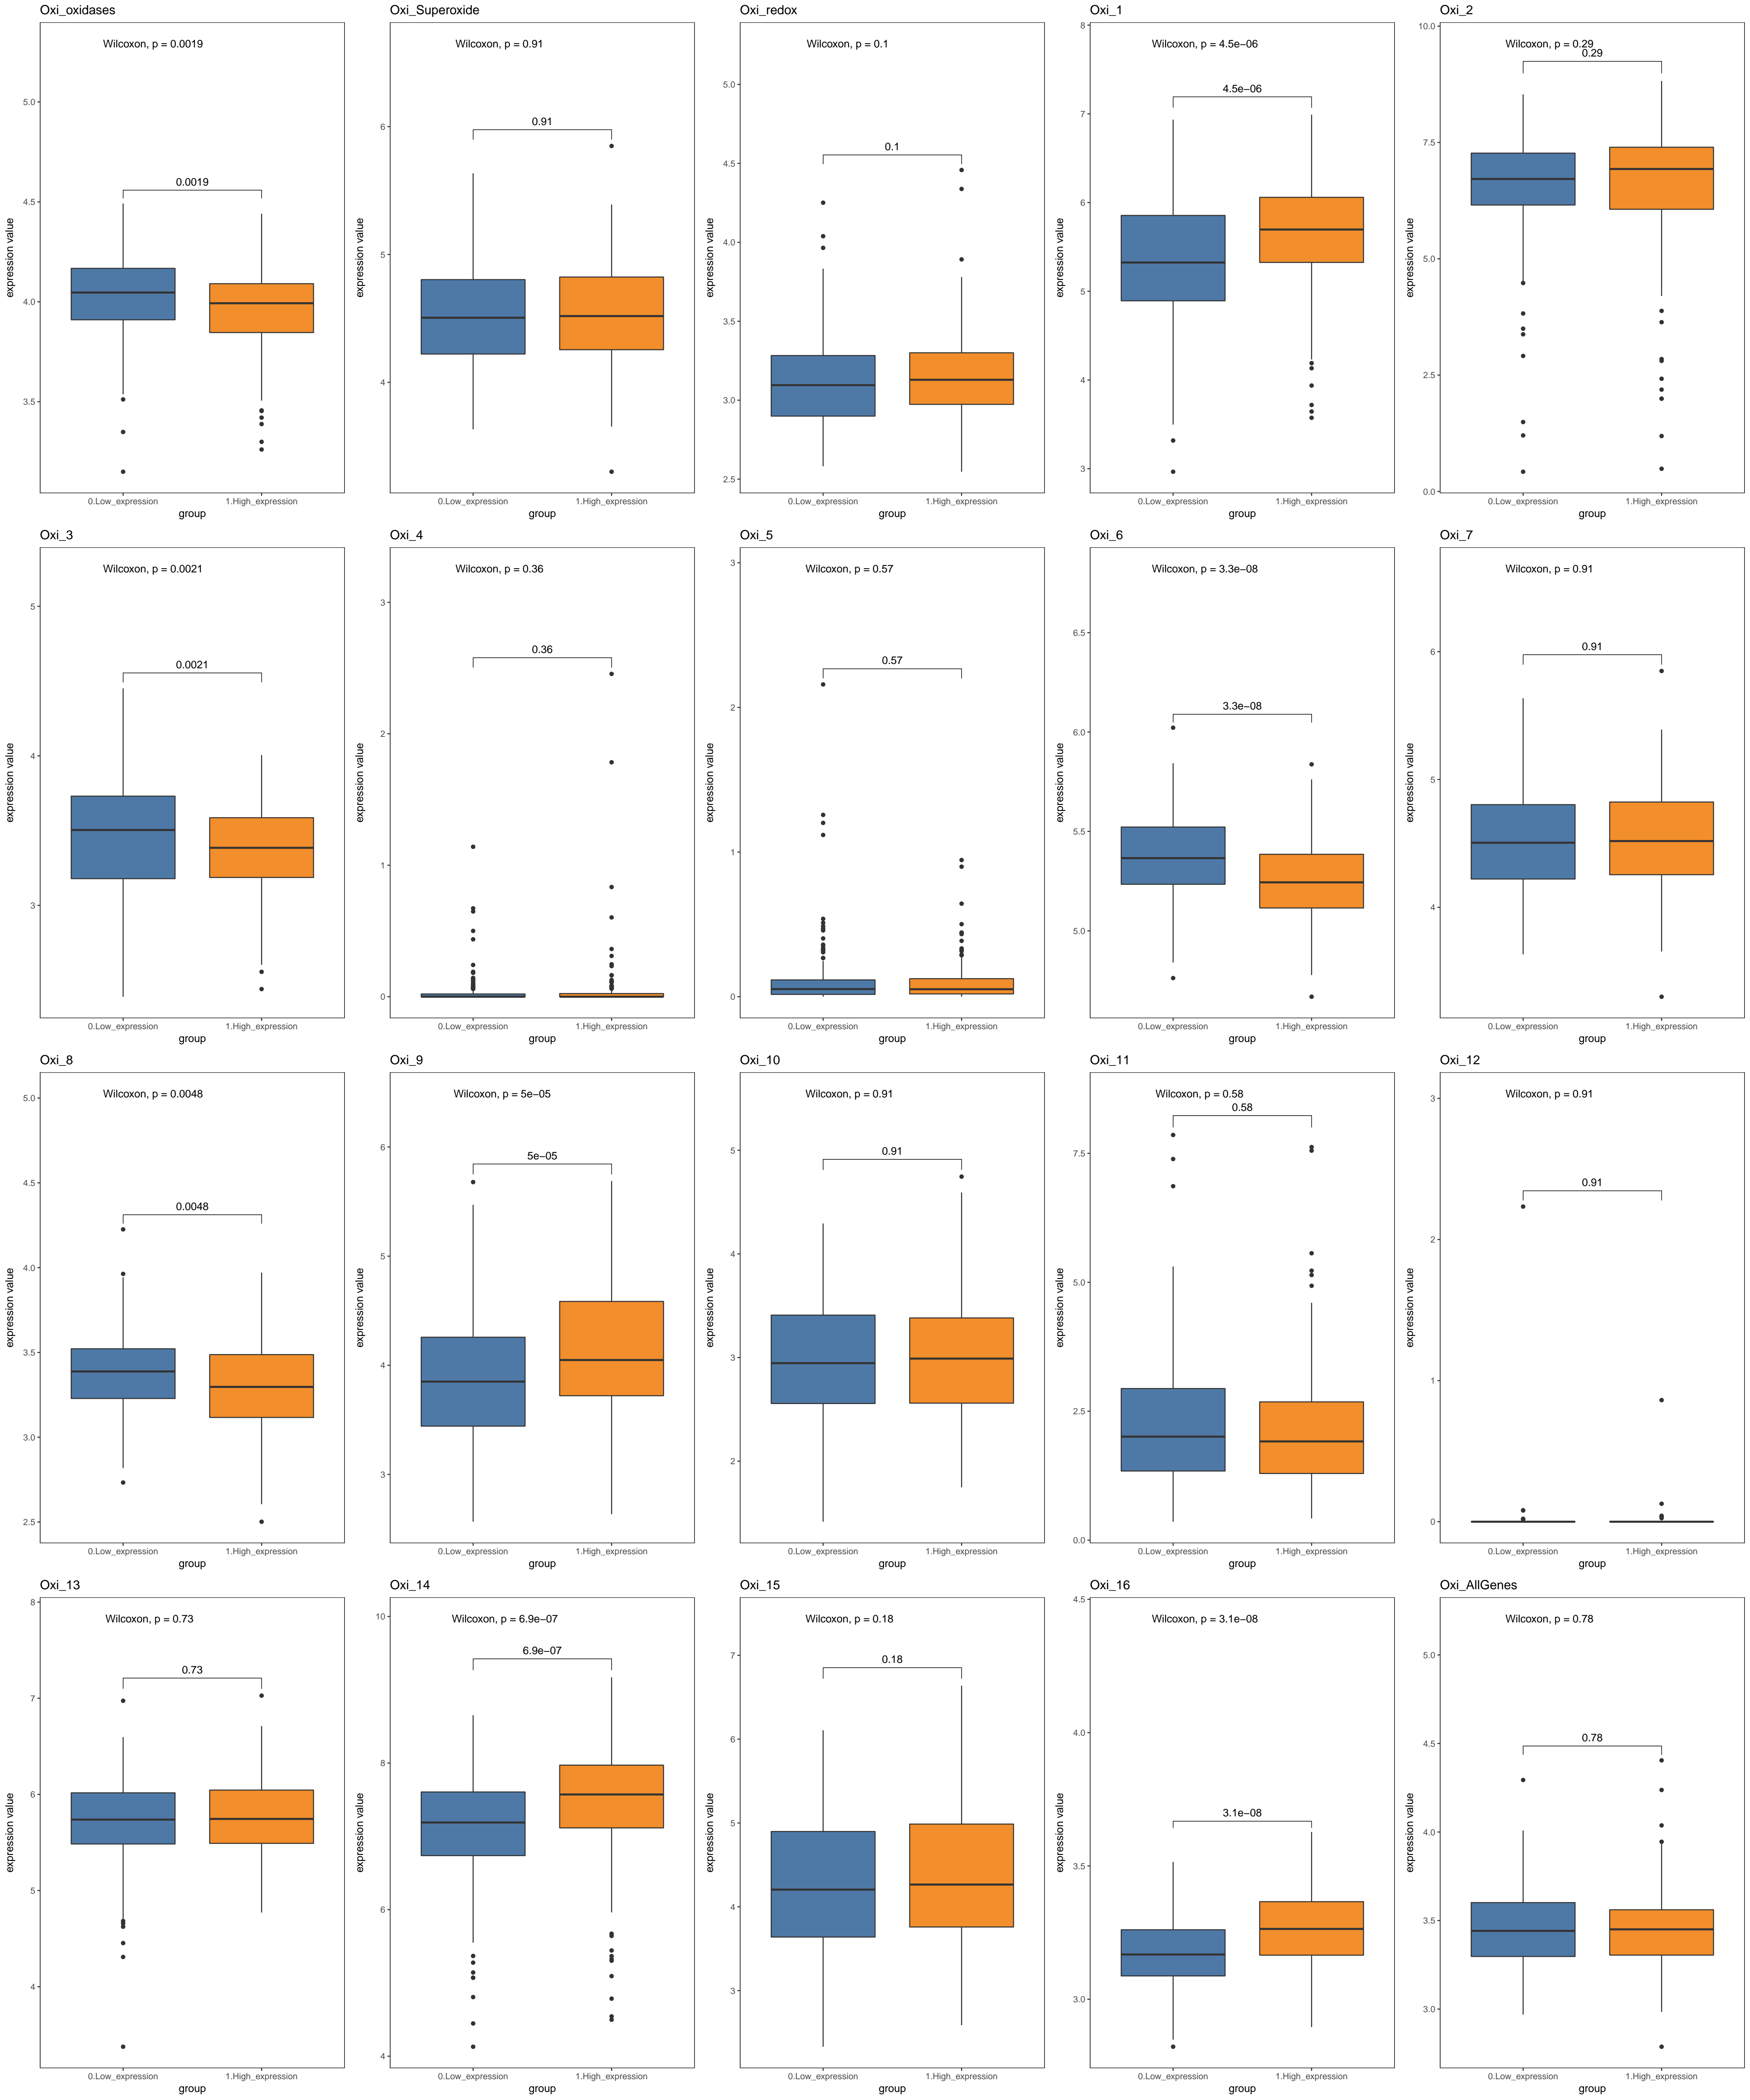 Oxi_oxidases
Wilcoxon, p = 0.0019
0.0019
5.0
4.5
4.0
3.5
expression value
0.Low_expression 1.High_expression
group
Oxi_Superoxide
Wilcoxon, p = 0.91
0.91
6
5
4
expression value
0.Low_expression 1.High_expression
group
Oxi_redox
Wilcoxon, p = 0.1
0.1
5.0
4.5
4.0
3.5
3.0
2.5
expression value
0.Low_expression 1.High_expression
group
Oxi_1
Wilcoxon, p = 4.5e−06
4.5e−06
8
7
6
5
4
3
expression value
0.Low_expression 1.High_expression
group
Oxi_2
Wilcoxon, p = 0.29
0.29
10.0
7.5
5.0
2.5
0.0
expression value
0.Low_expression 1.High_expression
group
Oxi_3
Wilcoxon, p = 0.0021
0.0021
5
4
3
expression value
0.Low_expression 1.High_expression
group
Oxi_4
Wilcoxon, p = 0.36
0.36
3
2
1
0
expression value
0.Low_expression 1.High_expression
group
Oxi_5
Wilcoxon, p = 0.57
0.57
3
2
1
0
expression value
0.Low_expression 1.High_expression
group
Oxi_6
Wilcoxon, p = 3.3e−08
3.3e−08
6.5
6.0
5.5
5.0
expression value
0.Low_expression 1.High_expression
group
Oxi_7
Wilcoxon, p = 0.91
0.91
6
5
4
expression value
0.Low_expression 1.High_expression
group
Oxi_8
Wilcoxon, p = 0.0048
0.0048
5.0
4.5
4.0
3.5
3.0
2.5
expression value
0.Low_expression 1.High_expression
group
Oxi_9
Wilcoxon, p = 5e−05
5e−05
6
5
4
3
expression value
0.Low_expression 1.High_expression
group
Oxi_10
Wilcoxon, p = 0.91
0.91
5
4
3
2
expression value
0.Low_expression 1.High_expression
group
Oxi_11
Wilcoxon, p = 0.58
0.58
7.5
5.0
2.5
0.0
expression value
0.Low_expression 1.High_expression
group
Oxi_12
Wilcoxon, p = 0.91
0.91
3
2
1
0
expression value
0.Low_expression 1.High_expression
group
Oxi_13
Wilcoxon, p = 0.73
0.73
8
7
6
5
4
expression value
0.Low_expression 1.High_expression
group
Oxi_14
Wilcoxon, p = 6.9e−07
6.9e−07
10
8
6
4
expression value
0.Low_expression 1.High_expression
group
Oxi_15
Wilcoxon, p = 0.18
0.18
7
6
5
4
3
expression value
0.Low_expression 1.High_expression
group
Oxi_16
Wilcoxon, p = 3.1e−08
3.1e−08
4.5
4.0
3.5
3.0
expression value
0.Low_expression 1.High_expression
group
Oxi_AllGenes
Wilcoxon, p = 0.78
0.78
5.0
4.5
4.0
3.5
3.0
expression value
0.Low_expression 1.High_expression
group